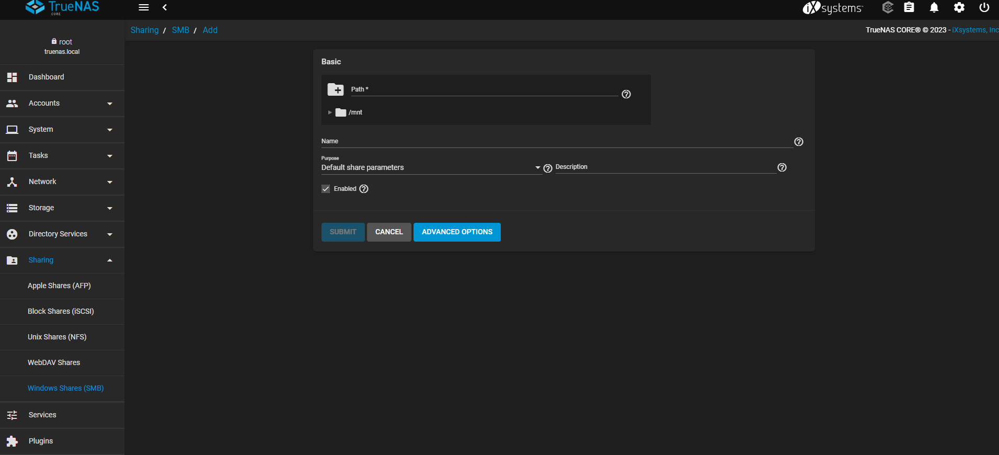 TrueNAS
CORE
iXsystems
Sharing / SMB / Add
TrueNAS CORE® © 2023 - iXsystems, Inc
root
truenas.local
Dashboard
Accounts
System
Tasks
Network
Storage
Directory Services
Sharing
Apple Shares (AFP)
Block Shares (iSCSI)
Unix Shares (NFS)
WebDAV Shares
Windows Shares (SMB)
Services
Plugins
Basic
Path *
/mnt
Name
Purpose
Default share parameters
Description
Enabled
SUBMIT CANCEL ADVANCED OPTIONS